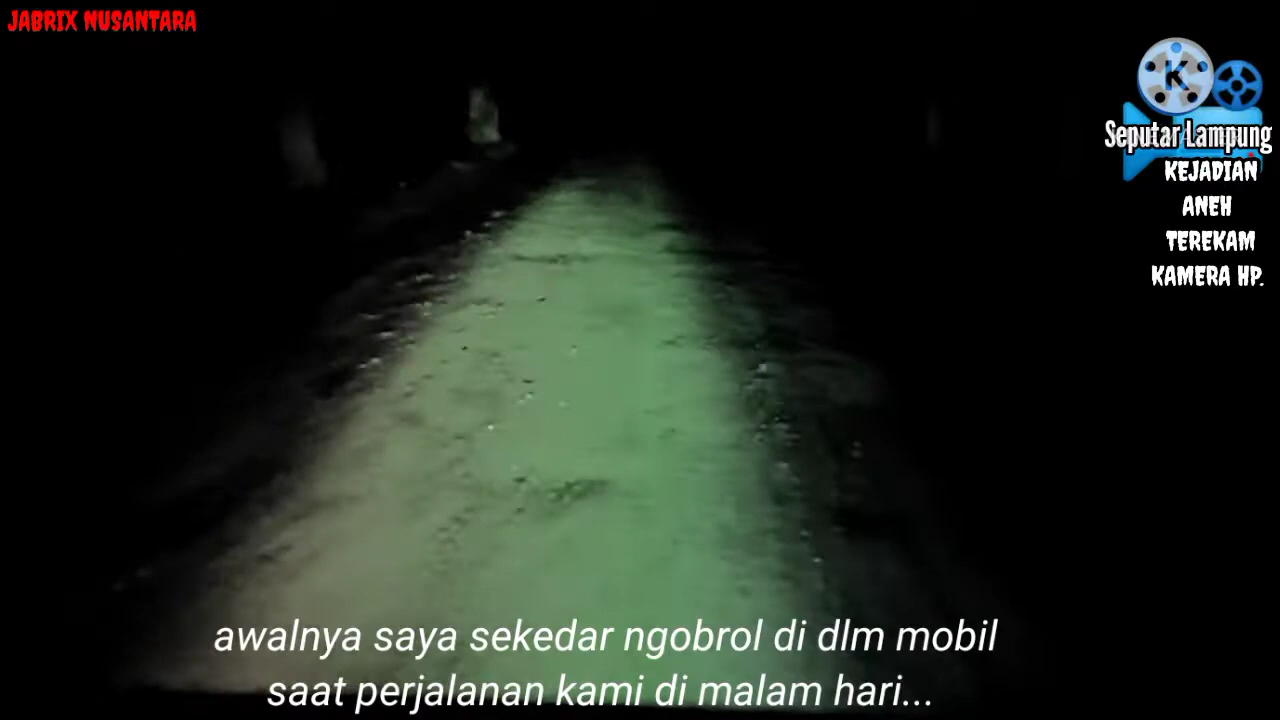 JABRIX NUSANTARA
K
Seputar Lampung
KEJADIAN
ANEH
TEREKAM
KAMERA HP.
awalnya saya sekedar ngobrol di dlm mobil
saat perjalanan kami di malam hari...